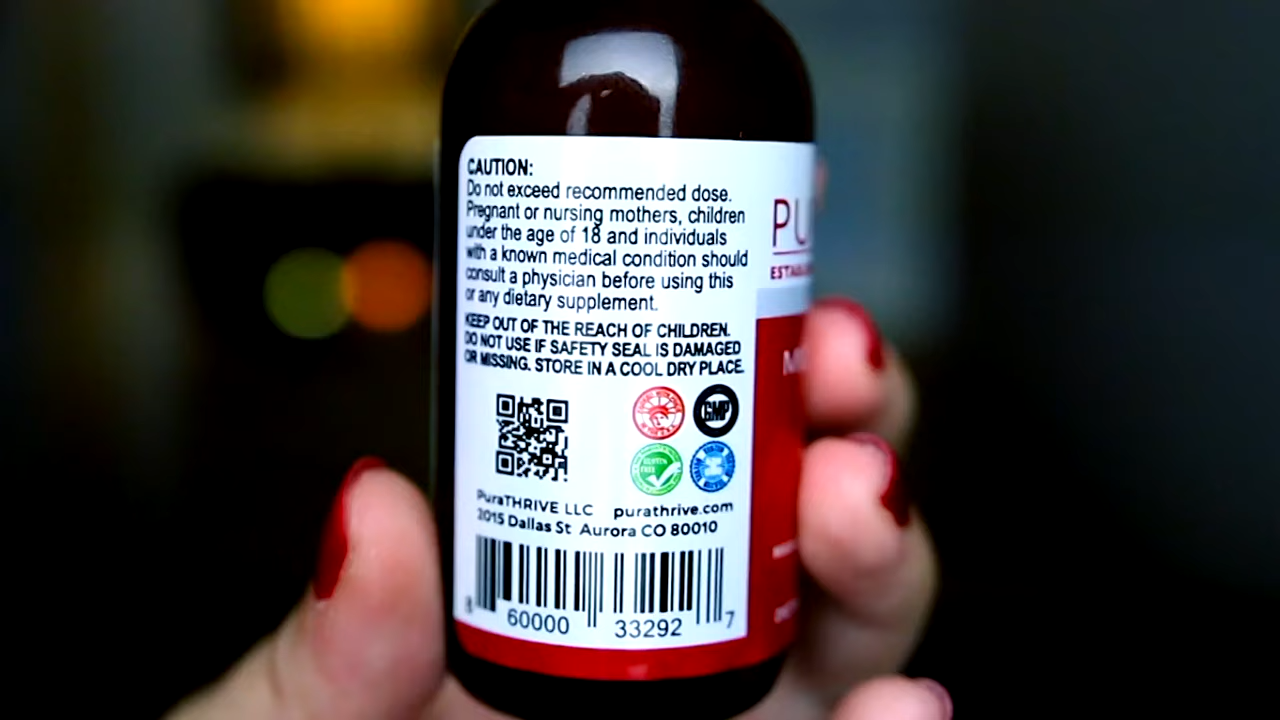 CAUTION:
Do not exceed recommended dose.
Pregnant or nursing mothers, children
under the age of 18 and individuals
with a known medical condition should
consult a physician before using this
or any dietary supplement.
KEEP OUT OF THE REACH OF CHILDREN.
DO NOT USE IF SAFETY SEAL IS DAMAGED
OR MISSING. STORE IN A COOL DRY PLACE.
GMP
PuraTHRIVE LLC purathrive.com
2015 Dallas St Aurora CO 80010
8 60000 33292 7
PU